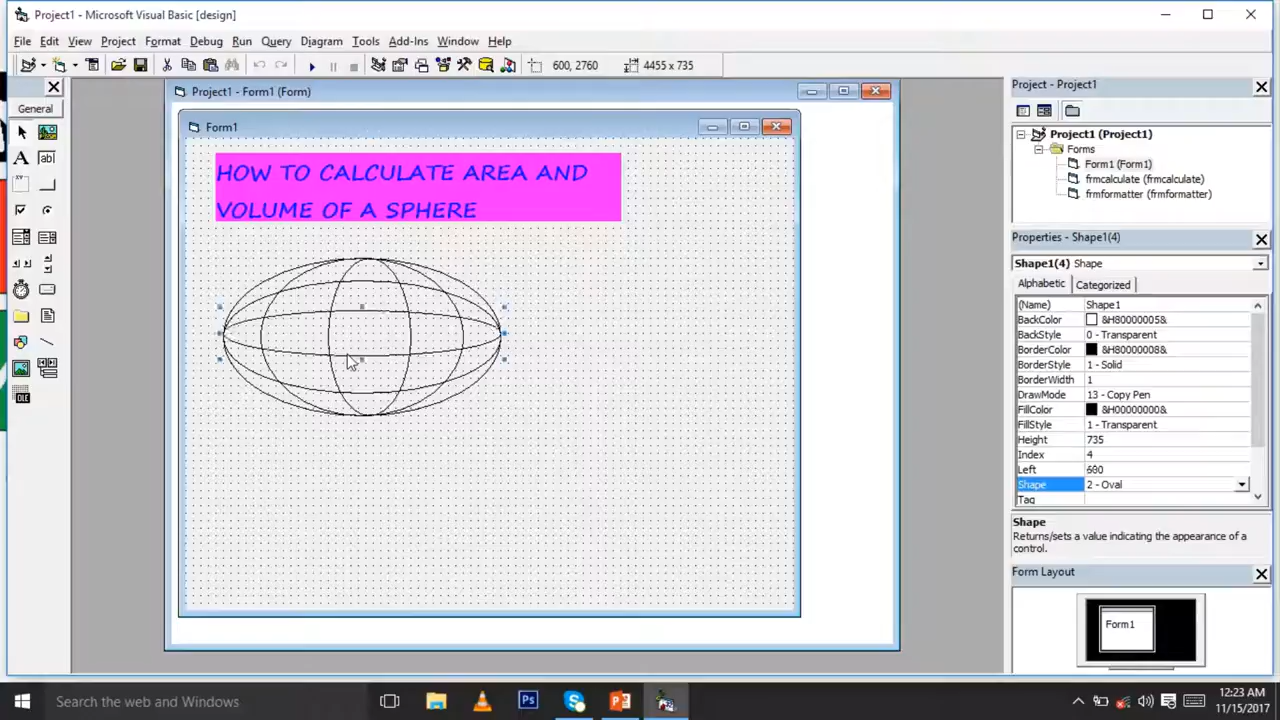 Project1 - Microsoft Visual Basic [design]
File Edit View Project Format Debug Run Query Diagram Tools Add-Ins Window Help
600, 2760 4455 x 735
General
Project1 - Form1 (Form)
Form1
HOW TO CALCULATE AREA AND
VOLUME OF A SPHERE
A
ab|
OLE
Project - Project1
Project1 (Project1)
Forms
Form1 (Form1)
frmcalculate (frmcalculate)
frmformatter (frmformatter)
Properties - Shape1(4)
Shape1(4) Shape
Alphabetic Categorized
(Name) Shape1
BackColor &H80000005&
BackStyle 0 - Transparent
BorderColor &H80000008&
BorderStyle 1 - Solid
BorderWidth 1
DrawMode 13 - Copy Pen
FillColor &H00000000&
FillStyle 1 - Transparent
Height 735
Index 4
Left 680
Shape 2 - Oval
Tag
Shape
Returns/sets a value indicating the appearance of a
control.
Form Layout
Form1
Search the web and Windows
Ps
12:23 AM
11/15/2017